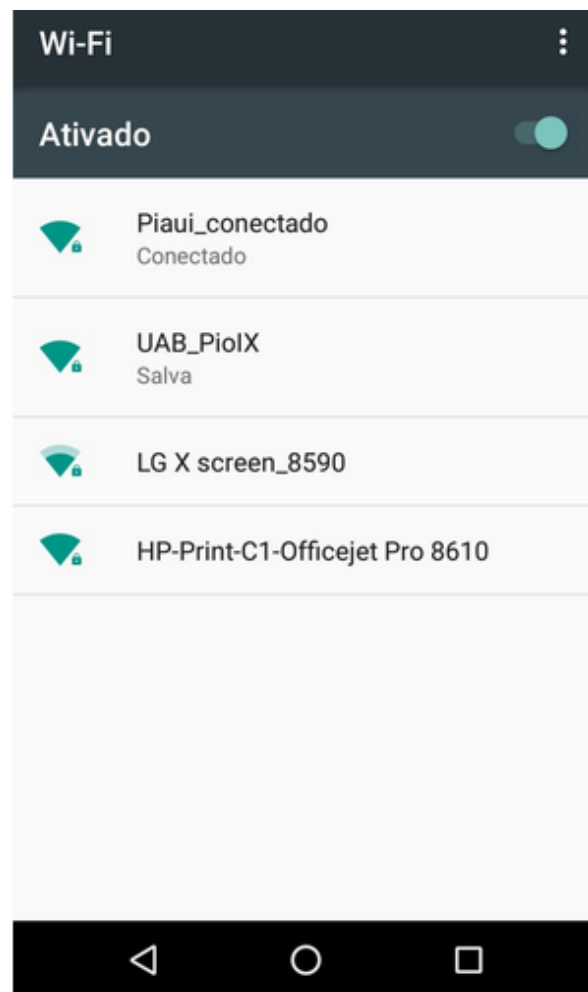 Wi-Fi
Ativado
Piaui_conectado
Conectado
UAB_PioIX
Salva
LG X screen_8590
HP-Print-C1-Officejet Pro 8610